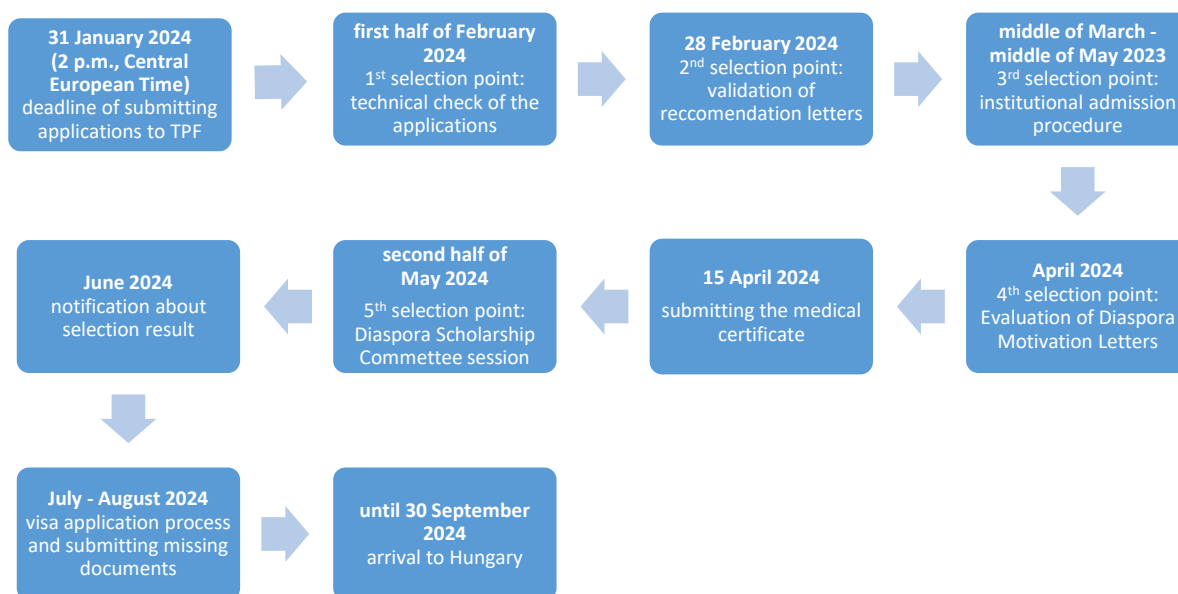 31 January 2024
(2 p.m., Central
European Time)
deadline of submitting
applications to TPF
first half of February
2024
1st selection point:
technical check of the
applications
28 February 2024
2nd selection point:
validation of
reccomendation letters
middle of March -
middle of May 2023
3rd selection point:
institutional admission
procedure
April 2024
4th selection point:
Evaluation of Diaspora
Motivation Letters
15 April 2024
submitting the medical
certificate
second half of
May 2024
5th selection point:
Diaspora Scholarship
Commettee session
June 2024
notification about
selection result
July - August 2024
visa application process
and submitting missing
documents
until 30 September
2024
arrival to Hungary